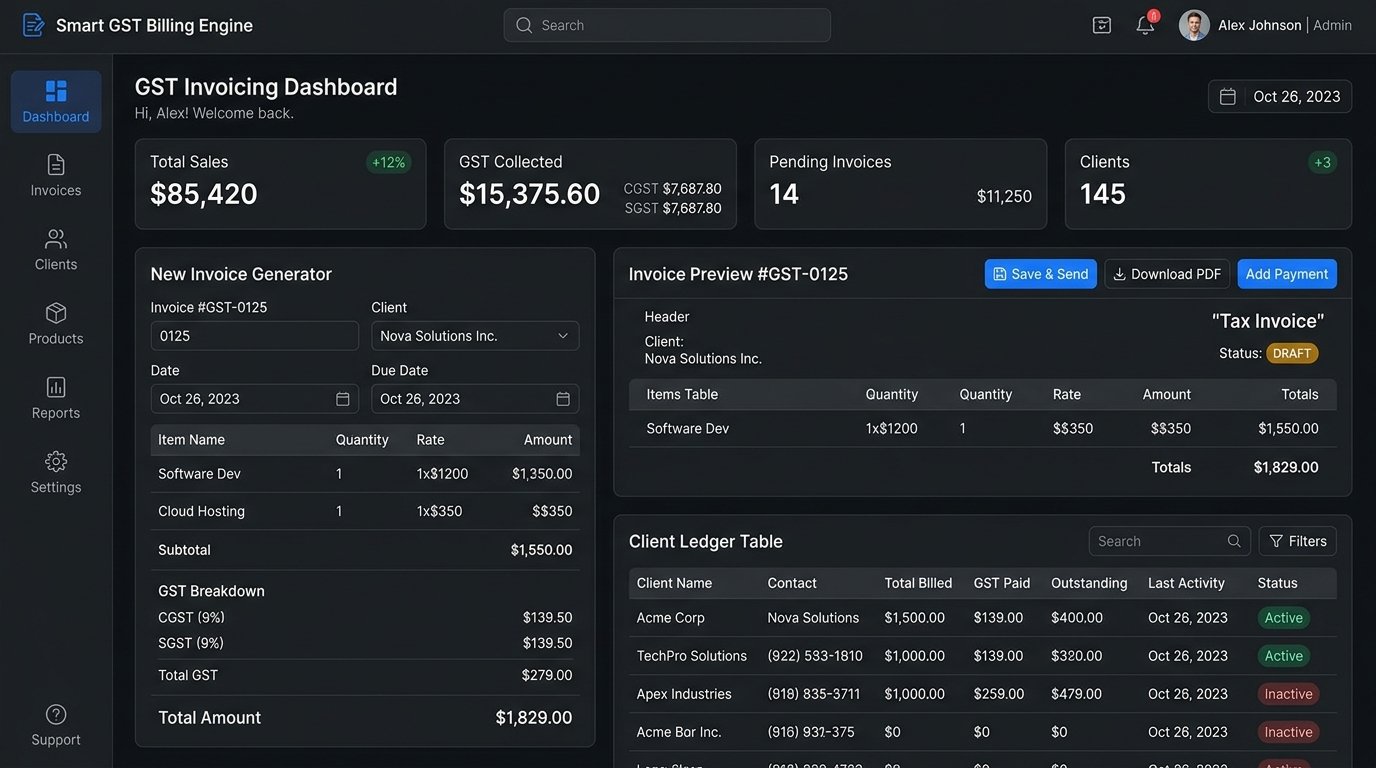 Smart GST Billing Engine
Search
Alex Johnson | Admin
Dashboard
Invoices
Clients
Products
Reports
Settings
Support
GST Invoicing Dashboard
Hi, Alex! Welcome back.
Oct 26, 2023
Total Sales +12%
$85,420
GST Collected
$15,375.60
CGST $7,687.80
SGST $7,687.80
Pending Invoices
14 $11,250
Clients +3
145
New Invoice Generator
Invoice #GST-0125 Client
0125 Nova Solutions Inc.
Date Due Date
Oct 26, 2023 Oct 26, 2023
Item Name Quantity Rate Amount
Software Dev 1 1x$1200 $1,350.00
Cloud Hosting 1 1x$350 $$350
Subtotal $1,550.00
GST Breakdown
CGST (9%) $139.50
SGST (9%) $139.50
Total GST $279.00
Total Amount $1,829.00
Invoice Preview #GST-0125 Save & Send Download PDF Add Payment
Header
"Tax Invoice"
Client:
Nova Solutions Inc.
Status: DRAFT
Items Table Quantity Quantity Rate Amount Totals
Software Dev 1x$1200 1 $$350 $$350 $1,550.00
Totals $1,829.00
Client Ledger Table Search Filters
Client Name Contact Total Bllled GST Paid Outstanding Last Activity Status
Acme Corp Nova Solutions $1,500.00 $139.00 $400.00 Oct 26, 2023 Active
TechPro Solutions (922) 533-1810 $1,000.00 $139.00 $320.00 Oct 26, 2023 Active
Apex Industries (918) 835-3711 $1,000.00 $259.00 $479.00 Oct 26, 2023 Inactive
Acme Bar Inc. (916) 937-375 $0 $0 $0 Oct 26, 2023 Inactive